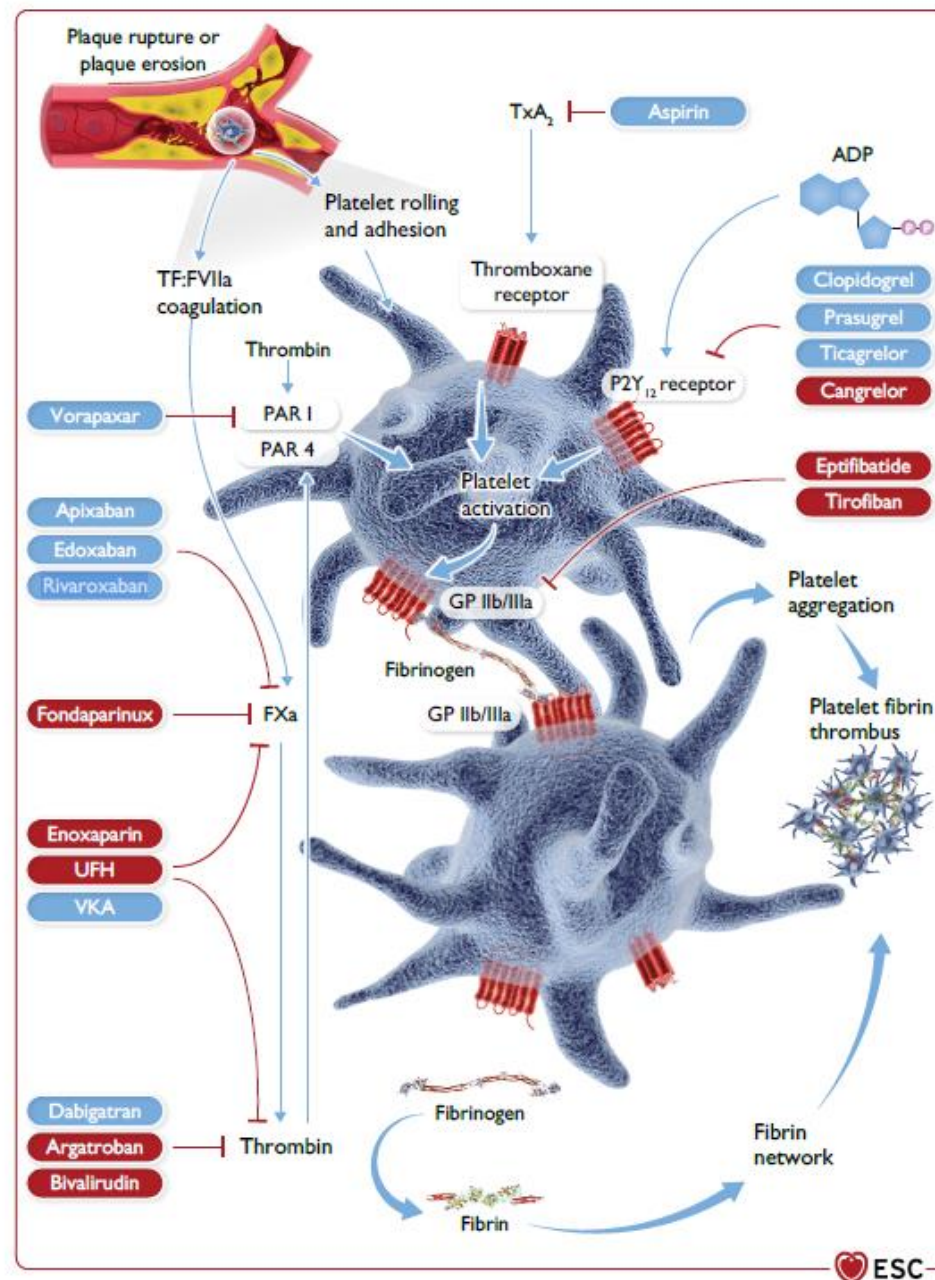 Plaque rupture or
plaque erosion
TxA2
Aspirin
ADP
P
P
Platelet rolling
and adhesion
TF:FVIIa
coagulation
Thromboxane
receptor
Clopidogrel
Prasugrel
Ticagrelor
Cangrelor
Thrombin
P2Y12 receptor
Vorapaxar
PAR 1
PAR 4
Eptifibatide
Tirofiban
Platelet
activation
Apixaban
Edoxaban
Rivaroxaban
GP IIb/IIIa
Platelet
aggregation
Fibrinogen
Fondaparinux
FXa
GP IIb/IIIa
Platelet fibrin
thrombus
Enoxaparin
UFH
VKA
Dabigatran
Argatroban
Bivalirudin
Thrombin
Fibrinogen
Fibrin
Fibrin
network
ESC